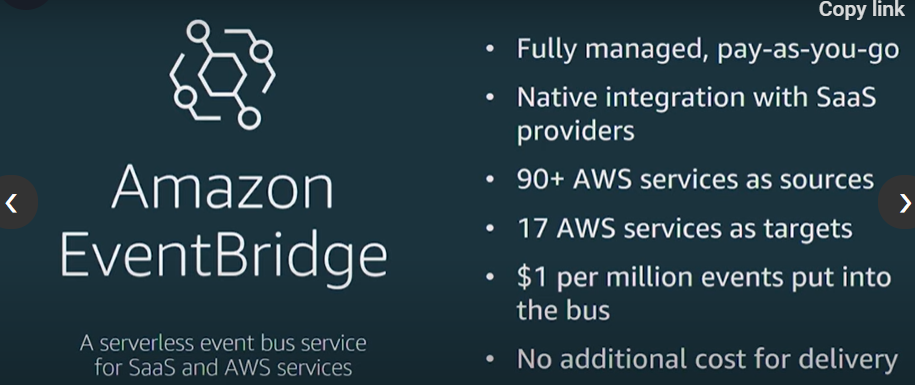 Copy link
Amazon
EventBridge
A serverless event bus service
for SaaS and AWS services
• Fully managed, pay-as-you-go
• Native integration with SaaS
providers
• 90+ AWS services as sources
• 17 AWS services as targets
• $1 per million events put into
the bus
• No additional cost for delivery